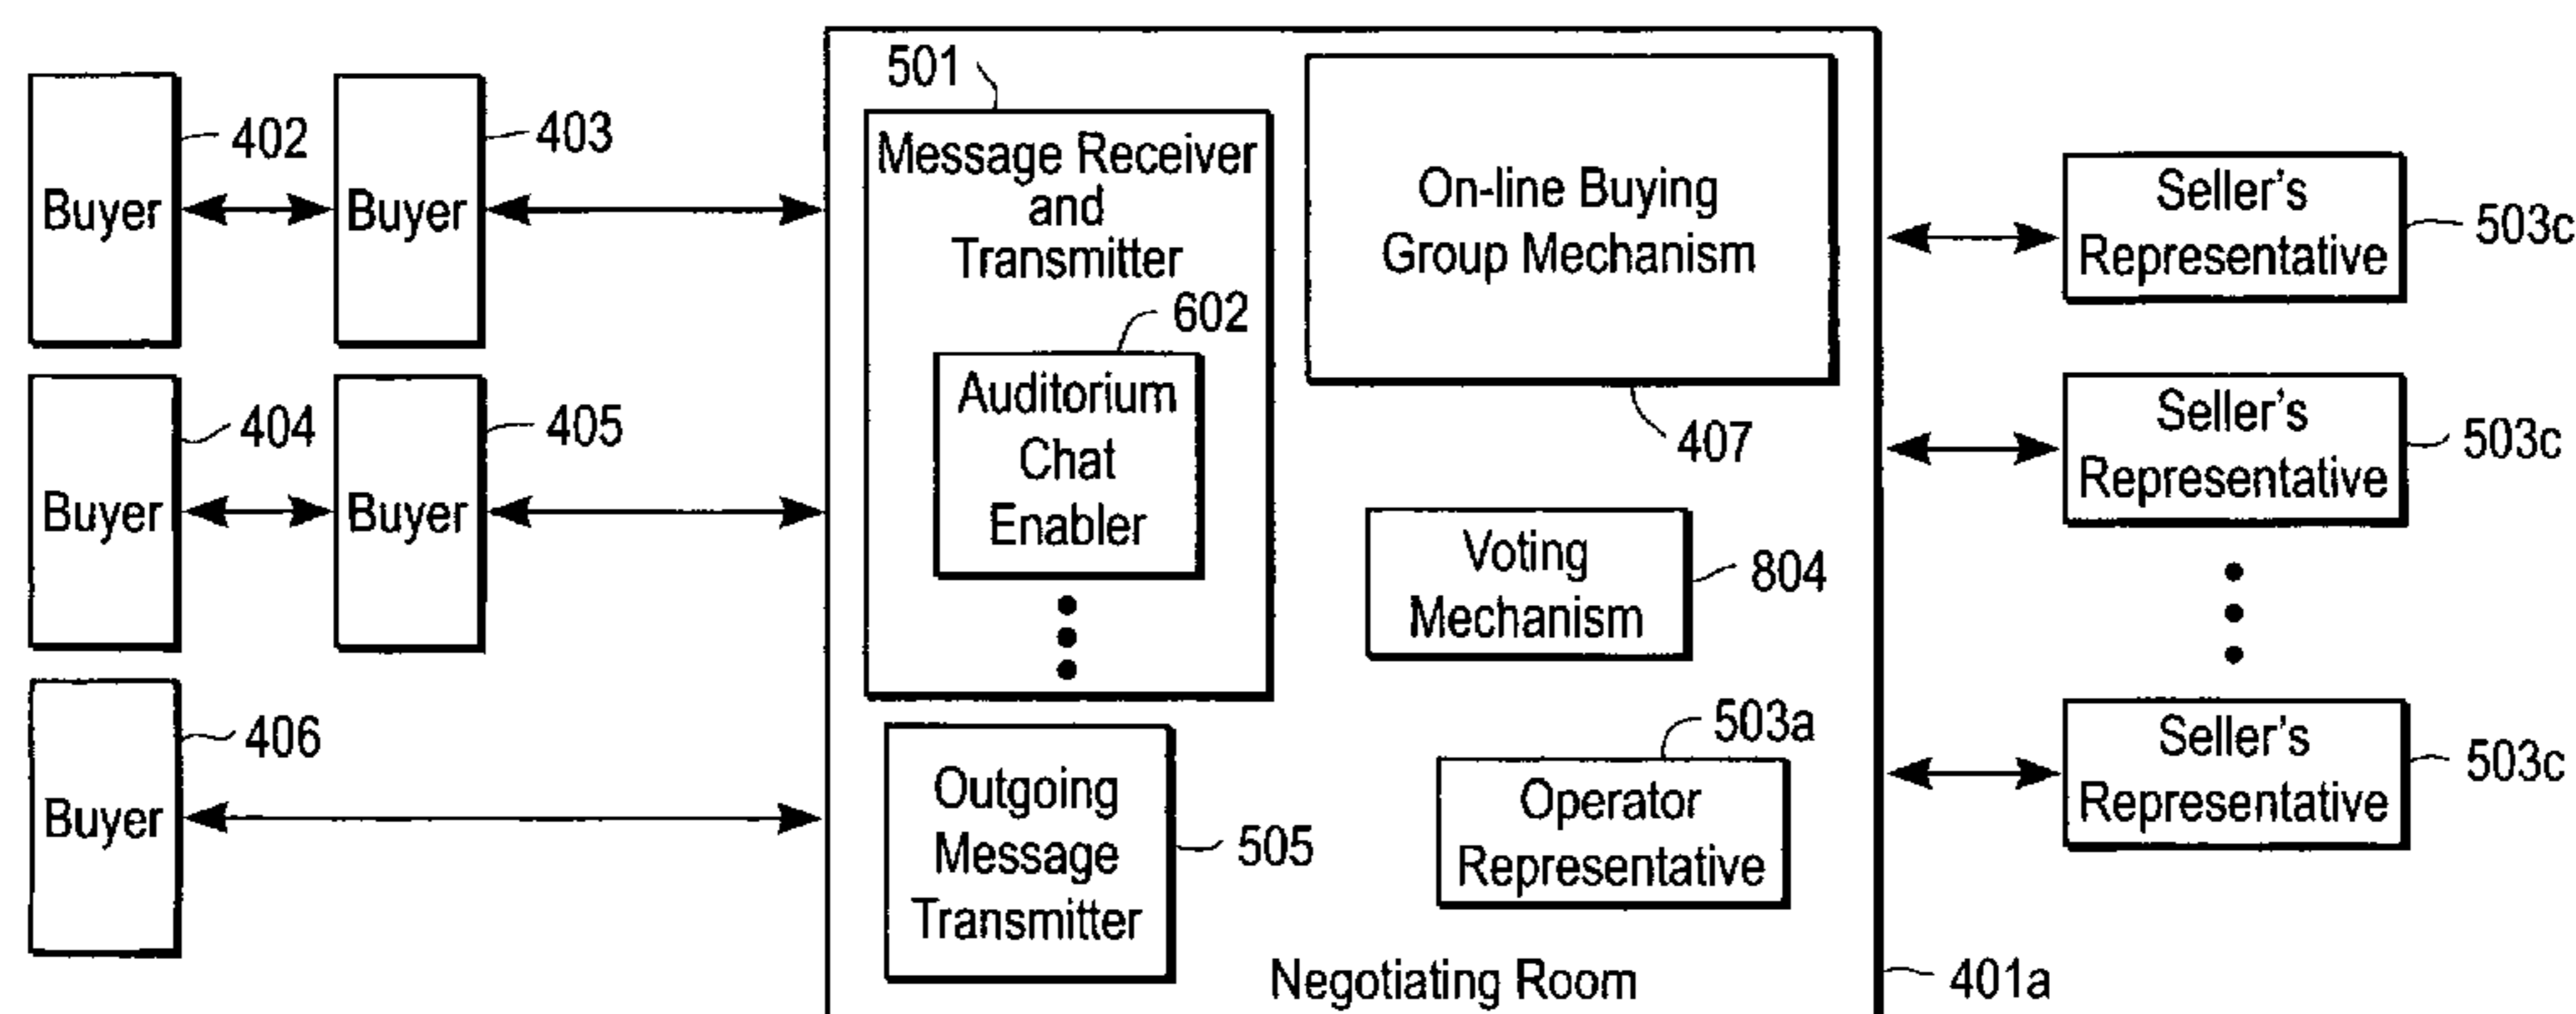 402
Buyer
403
Buyer
404
Buyer
405
Buyer
406
Buyer
501
Message Receiver
and
Transmitter
602
Auditorium
Chat
Enabler
On-line Buying
Group Mechanism
407
Voting
Mechanism
804
Outgoing
Message
Transmitter
505
503a
Operator
Representative
Negotiating Room
401a
Seller's
Representative
503c
Seller's
Representative
503c
Seller's
Representative
503c